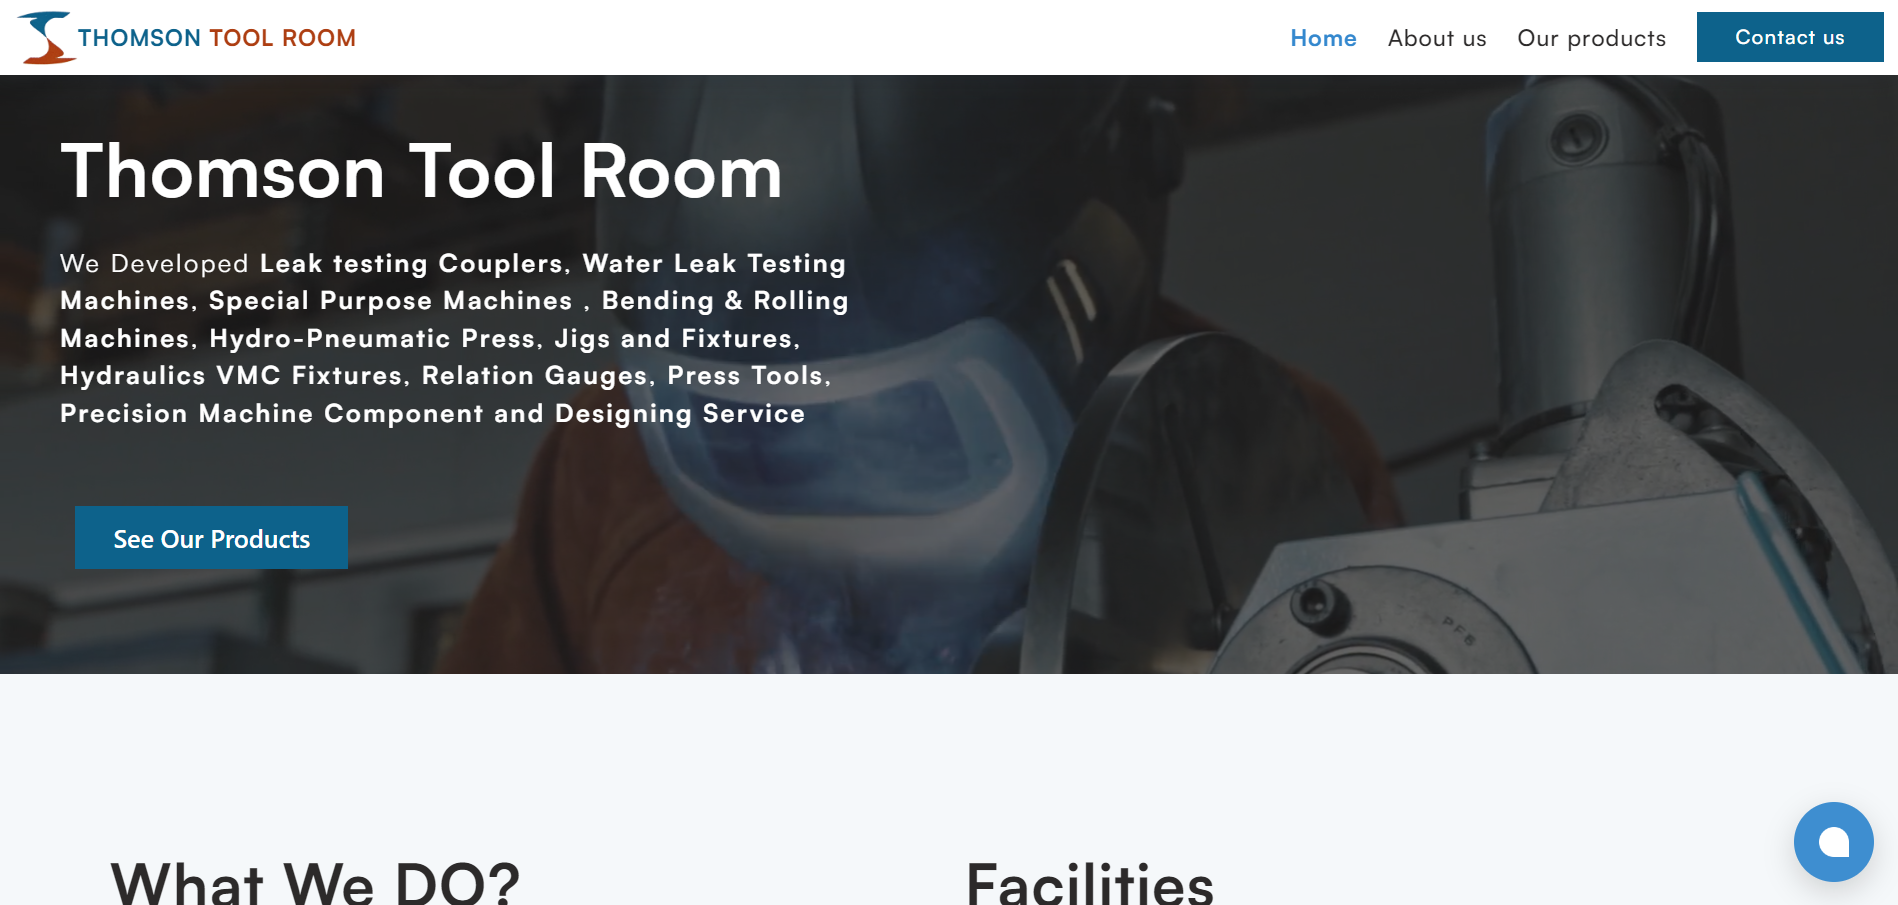 THOMSON TOOL ROOM
Home
About us
Our products
Contact us
Thomson Tool Room
We Developed Leak testing Couplers, Water Leak Testing
Machines, Special Purpose Machines , Bending & Rolling
Machines, Hydro-Pneumatic Press, Jigs and Fixtures,
Hydraulics VMC Fixtures, Relation Gauges, Press Tools,
Precision Machine Component and Designing Service
See Our Products
PFB
What We DO?
Facilities